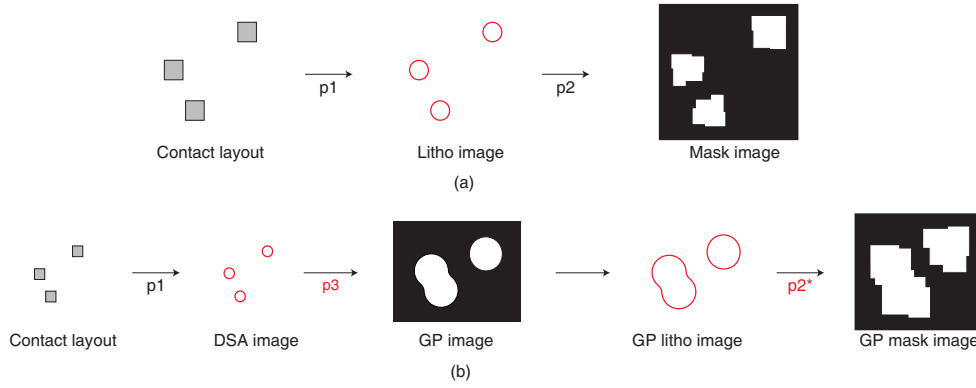 p1
p2
Contact layout
Litho image
Mask image
(a)
p1
p3
p2*
Contact layout
DSA image
GP image
GP litho image
GP mask image
(b)